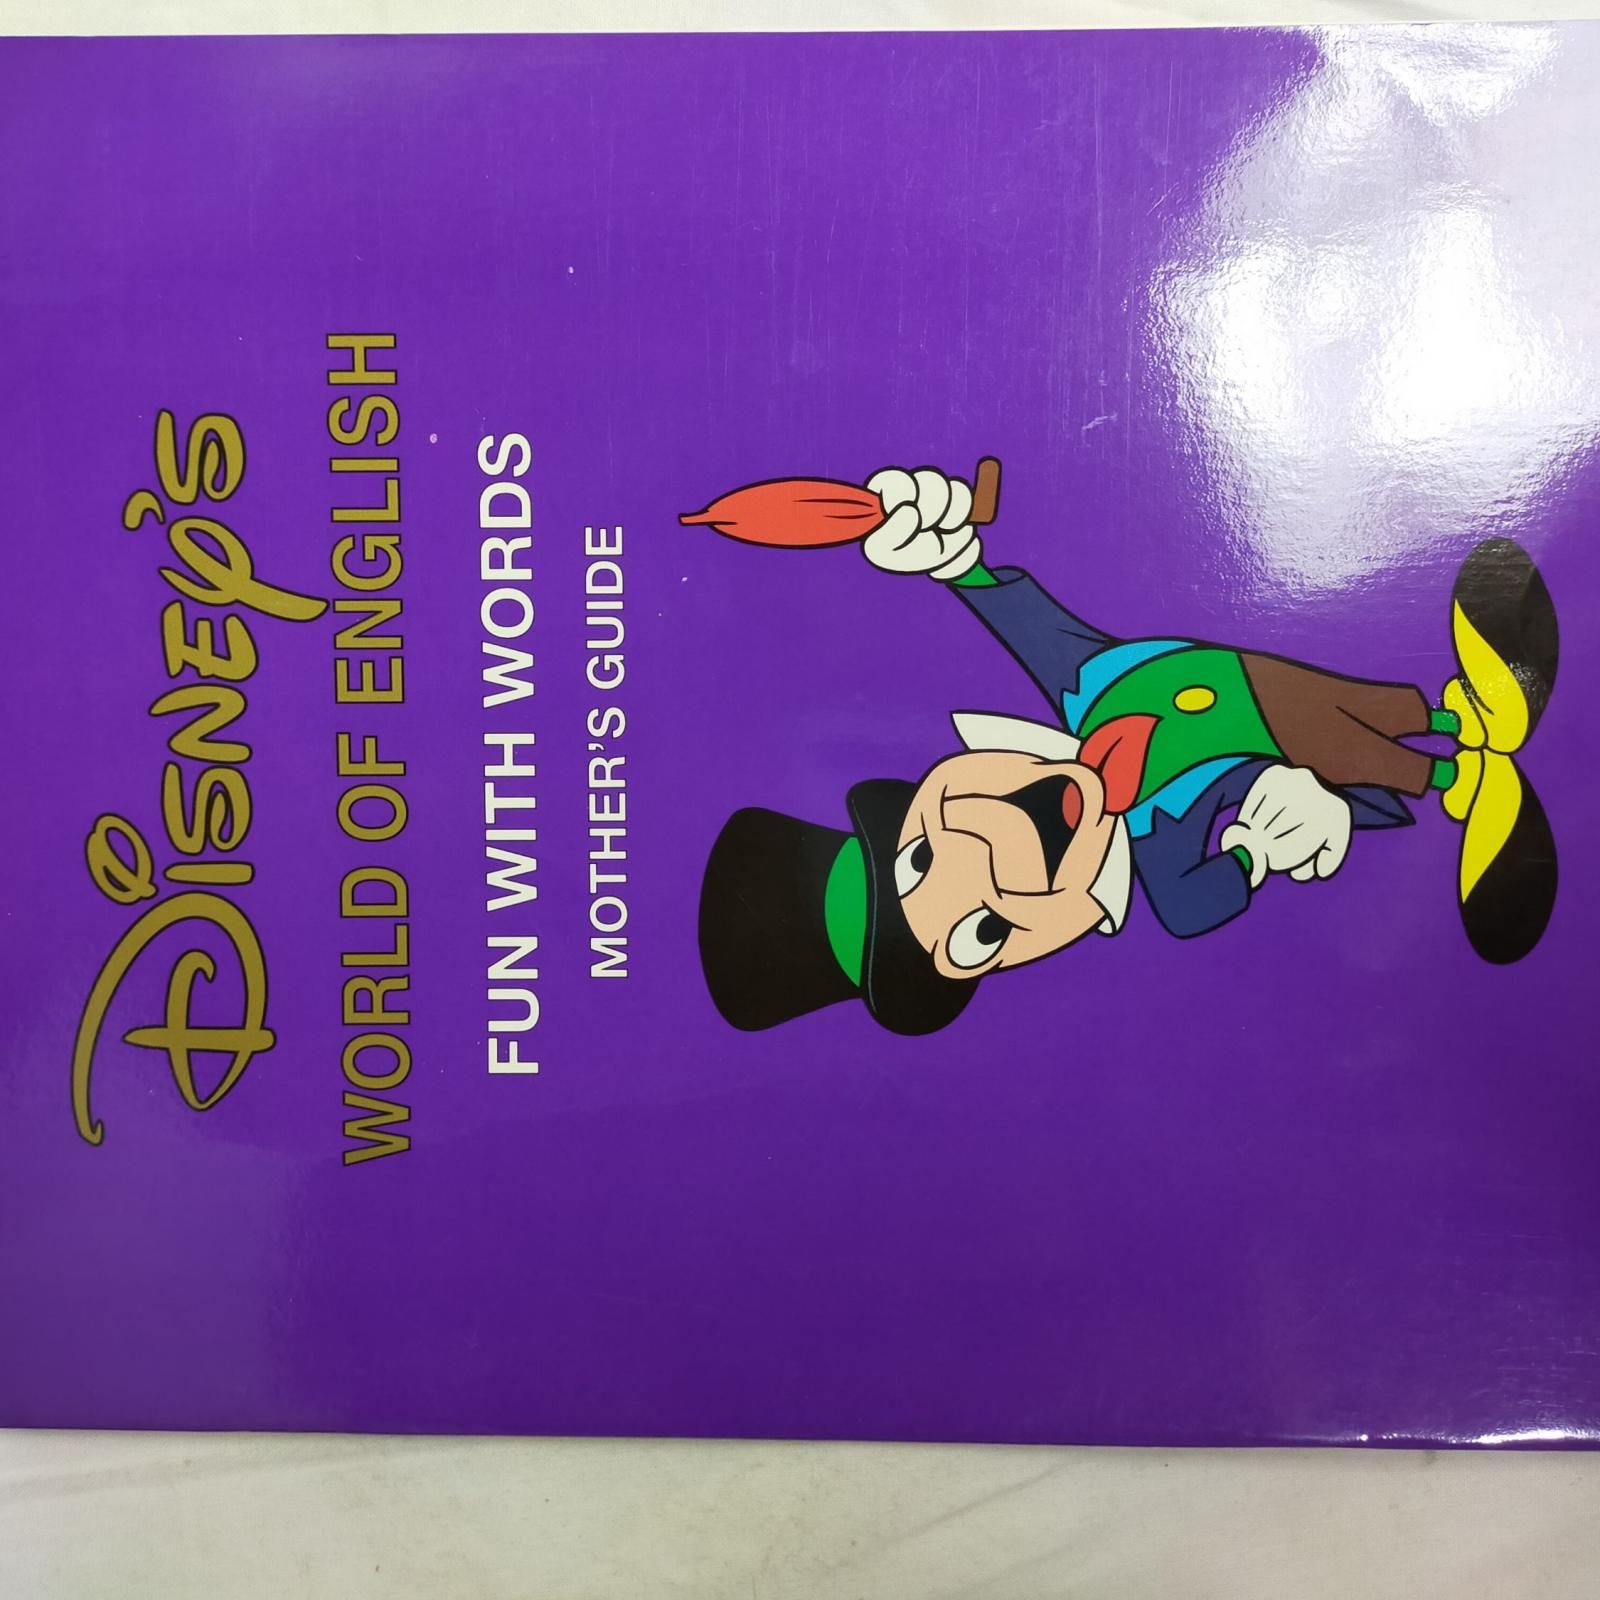 Disney's
WORLD OF ENGLISH
FUN WITH WORDS
MOTHER'S GUIDE